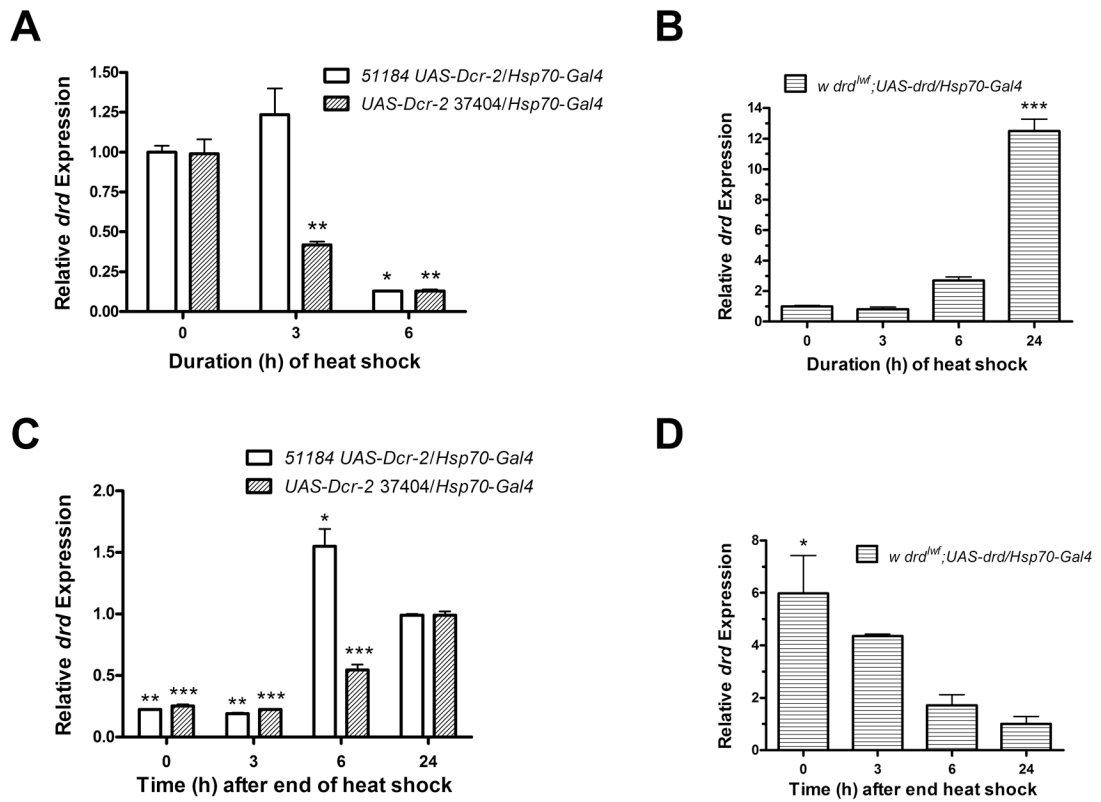 A
51184 UAS-Dcr-2/Hsp70-Gal4
UAS-Dcr-2 37404/Hsp70-Gal4
Relative drd Expression
1.50
1.25
1.00
0.75
0.50
0.25
0.00
**
* **
0 3 6
Duration (h) of heat shock
B
w drdlwf;UAS-drd/Hsp70-Gal4
Relative drd Expression
14
12
10
8
6
4
2
0
***
0 3 6 24
Duration (h) of heat shock
C
51184 UAS-Dcr-2/Hsp70-Gal4
UAS-Dcr-2 37404/Hsp70-Gal4
Relative drd Expression
2.0
1.5
1.0
0.5
0.0
** *** ** *** * ***
0 3 6 24
Time (h) after end of heat shock
D
w drdlwf;UAS-drd/Hsp70-Gal4
Relative drd Expression
8
6
4
2
0
*
0 3 6 24
Time (h) after end heat shock